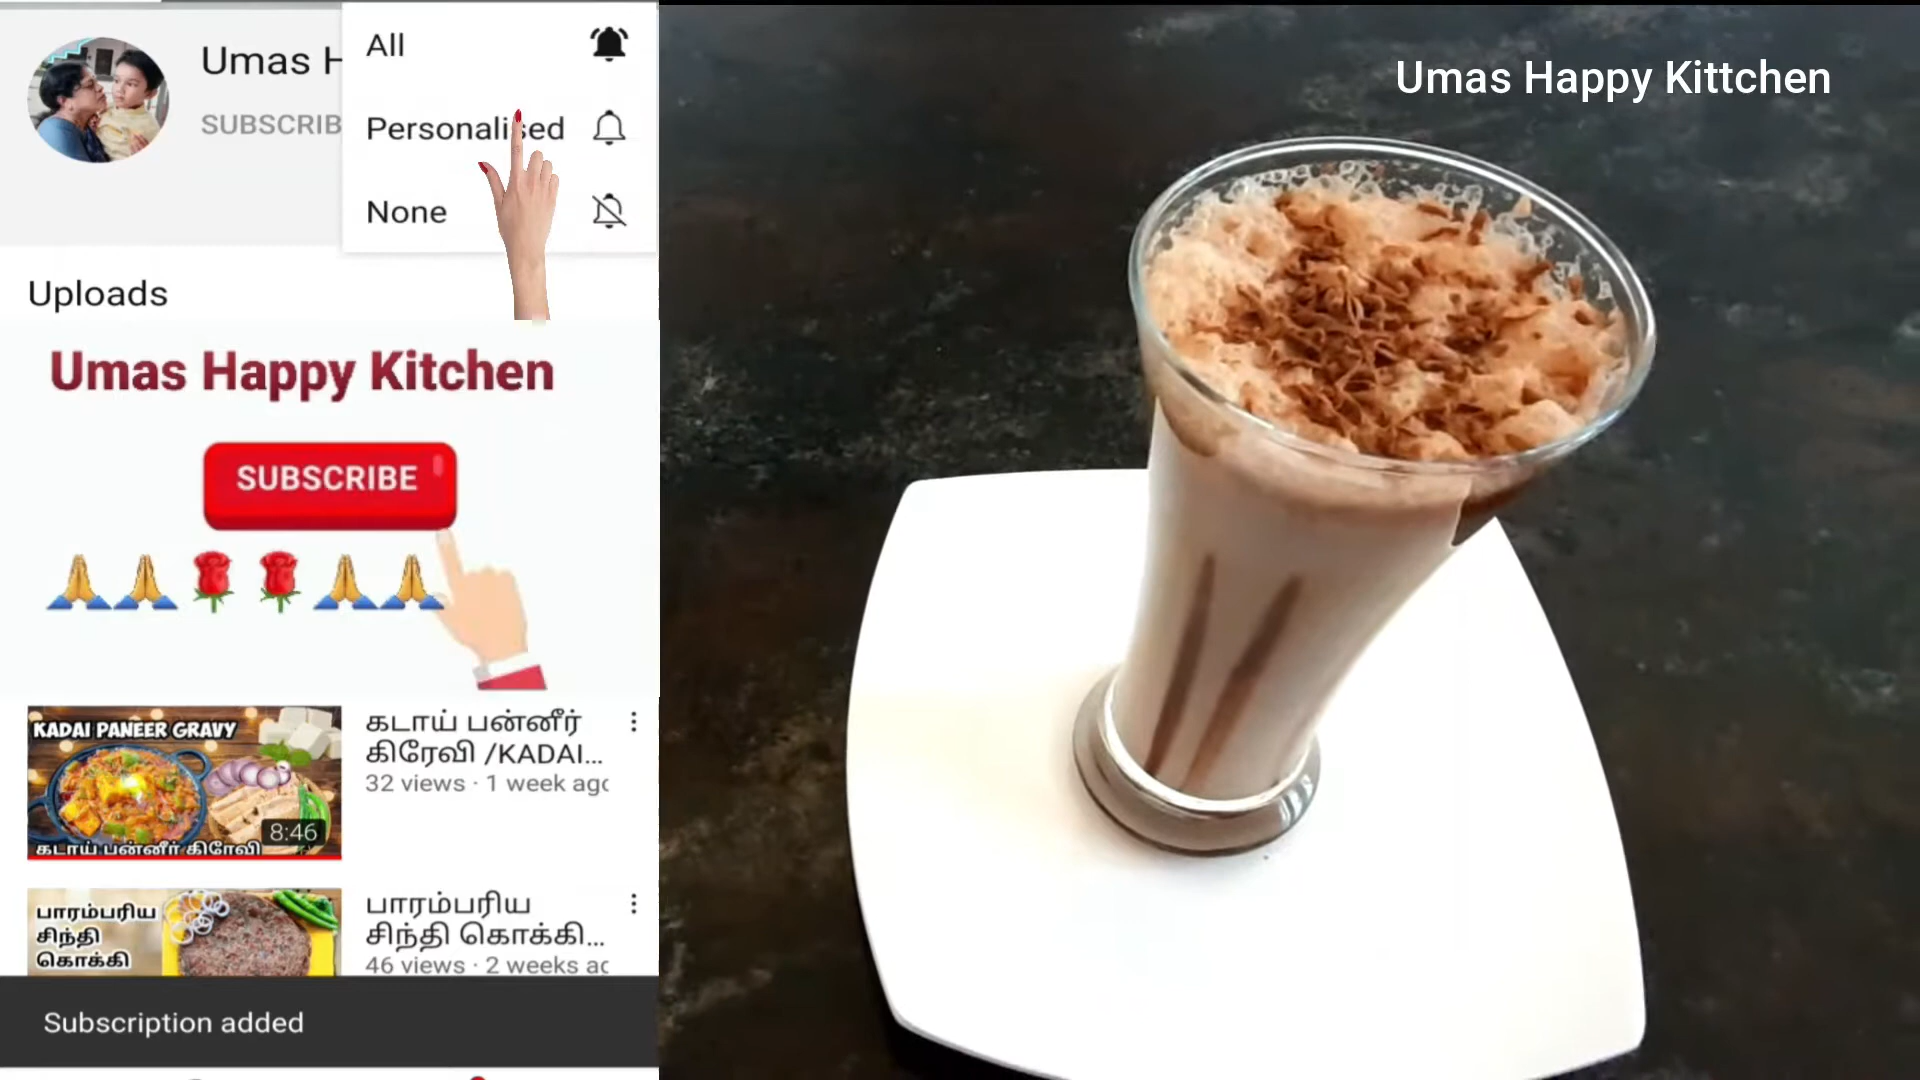 All
Umas H
SUBSCRIB
Personalised
None
Uploads
Umas Happy Kitchen
SUBSCRIBE
KADAI PANEER GRAVY
8:46
கடாய் பன்னீர் கிரேவி
கடாய் பன்னீர்
கிரேவி /KADAI...
32 views · 1 week ago
பாரம்பரிய
சிந்தி
கொக்கி
பாரம்பரிய
சிந்தி கொக்கி...
46 views · 2 weeks
Subscription added
Umas Happy Kittchen